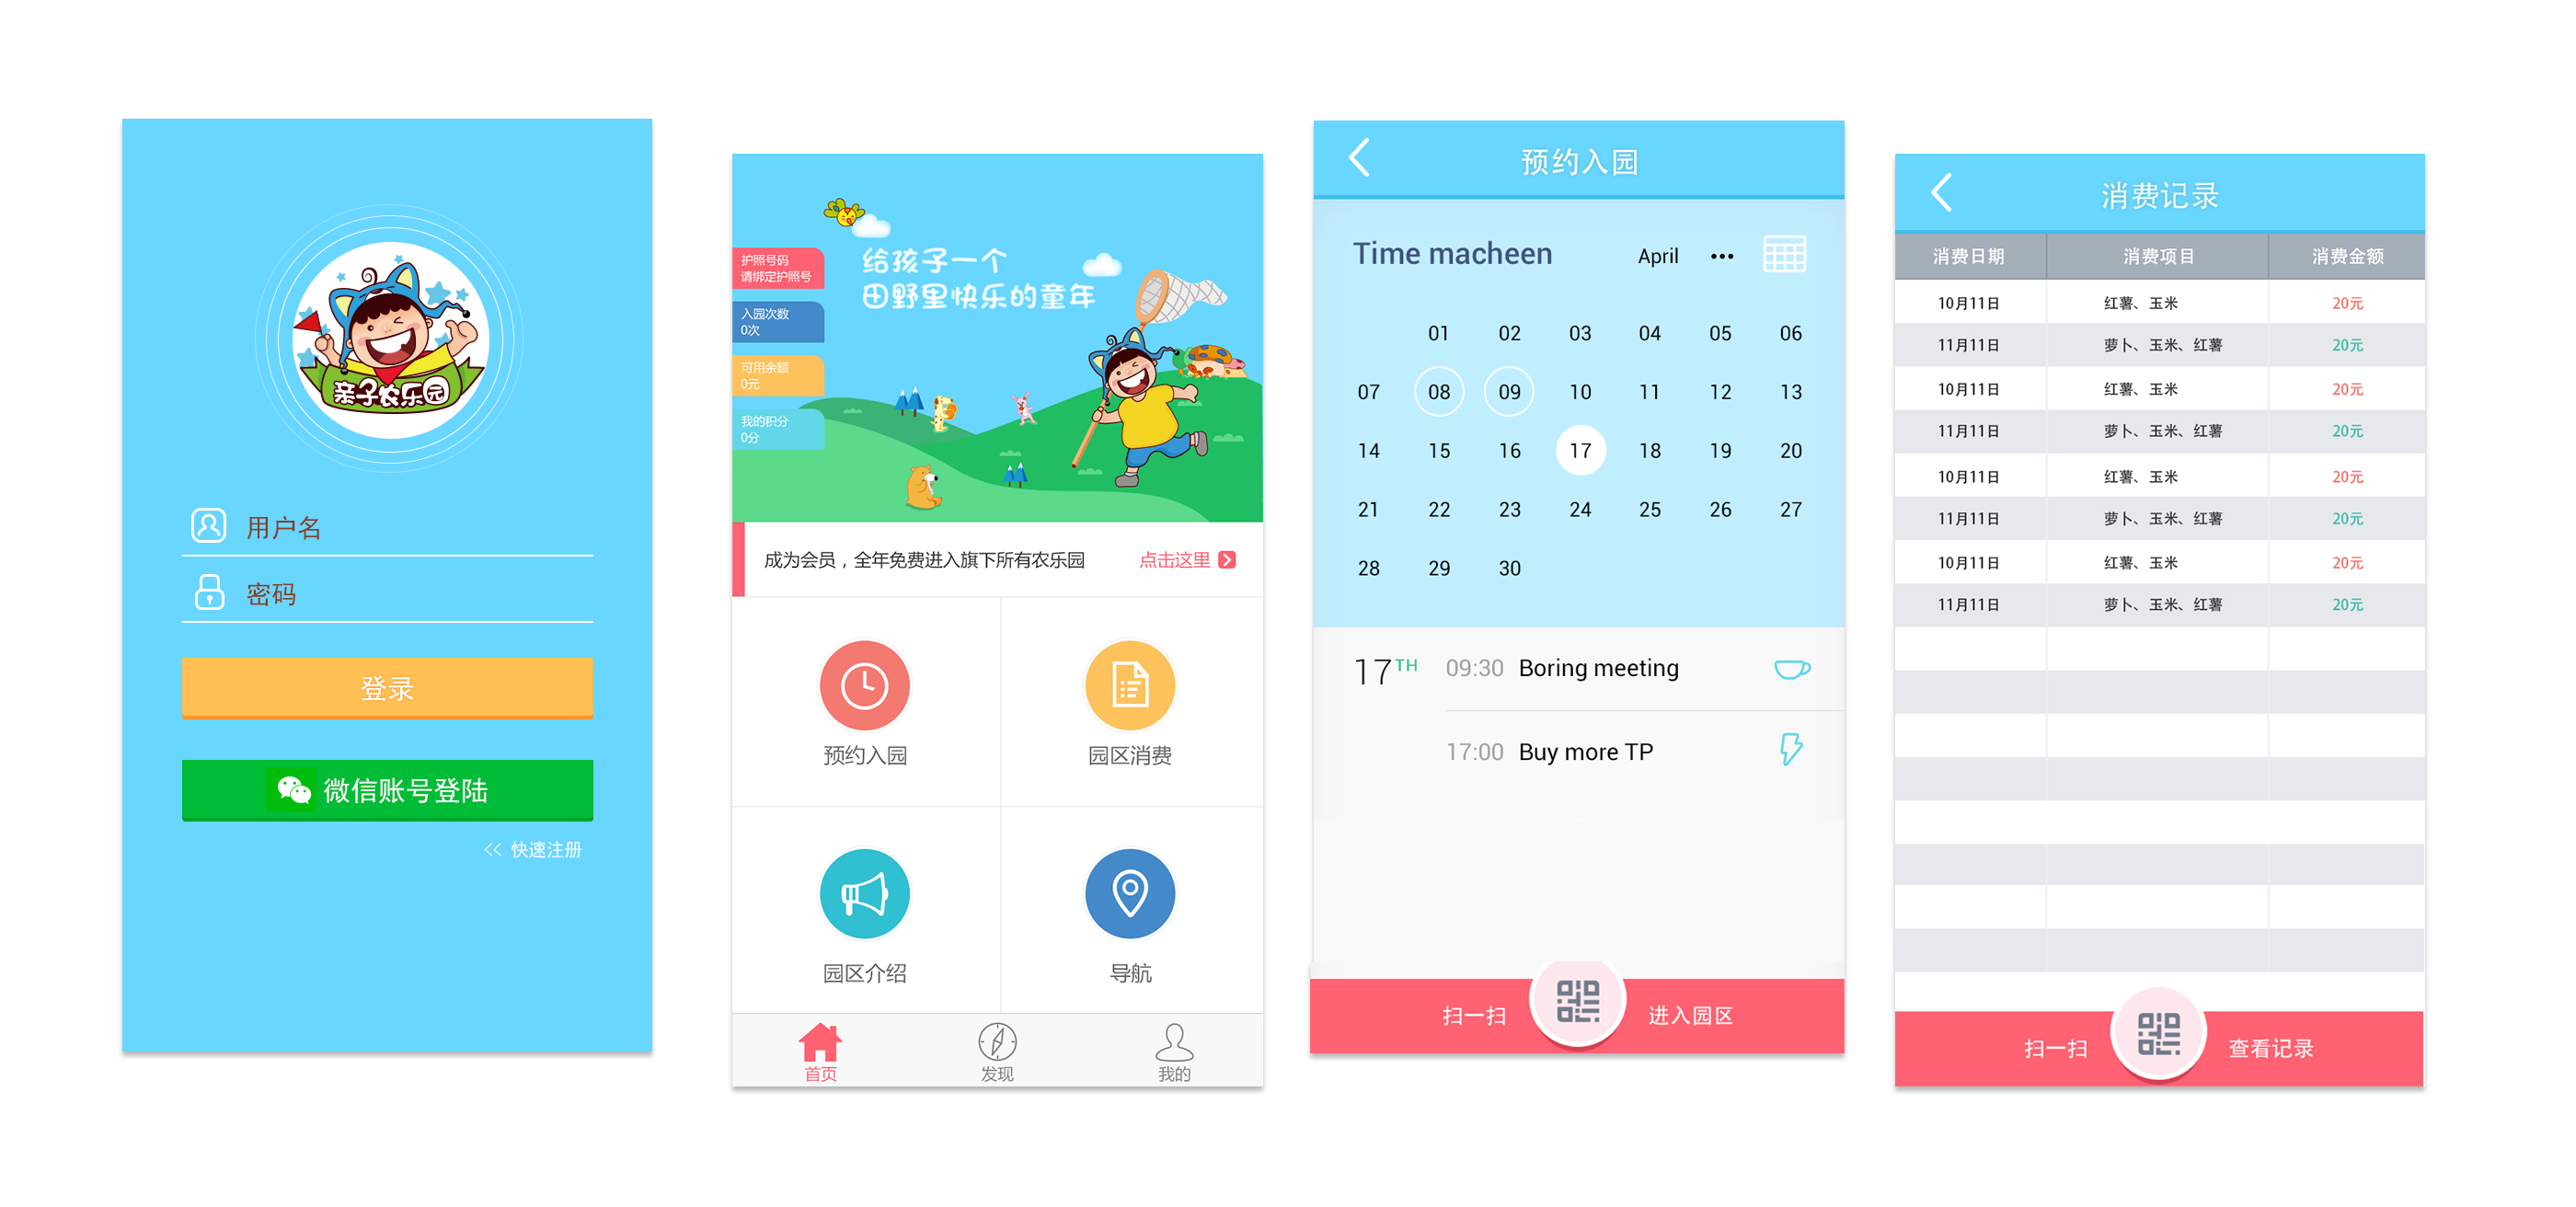 亲子农乐园
用户名
密码
登录
微信账号登陆
快速注册
给孩子一个
田野里快乐的童年
护照号码
请绑定护照号
入园次数
0次
可用余额
0元
我的积分
0分
成为会员，全年免费进入旗下所有农乐园 点击这里
预约入园 园区消费
园区介绍 导航
首页 发现 我的
预约入园
Time macheen April •••
01 02 03 04 05 06
07 08 09 10 11 12 13
14 15 16 17 18 19 20
21 22 23 24 25 26 27
28 29 30
17TH 09:30 Boring meeting
17:00 Buy more TP
扫一扫 进入园区
消费记录
消费日期 消费项目 消费金额
10月11日 红薯、玉米 20元
11月11日 萝卜、玉米、红薯 20元
10月11日 红薯、玉米 20元
11月11日 萝卜、玉米、红薯 20元
10月11日 红薯、玉米 20元
11月11日 萝卜、玉米、红薯 20元
10月11日 红薯、玉米 20元
11月11日 萝卜、玉米、红薯 20元
扫一扫 查看记录